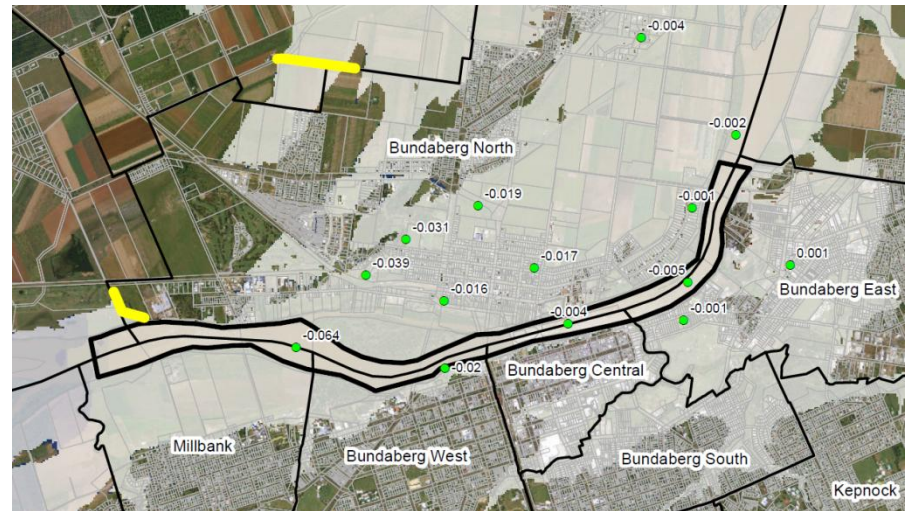 -0.004
-0.002
Bundaberg North
-0.019
-0.001
-0.031
-0.017
0.001
-0.039
-0.005
Bundaberg East
-0.016
-0.004
-0.001
-0.064
-0.02
Bundaberg Central
Millbank
Bundaberg West
Bundaberg South
Kepnock